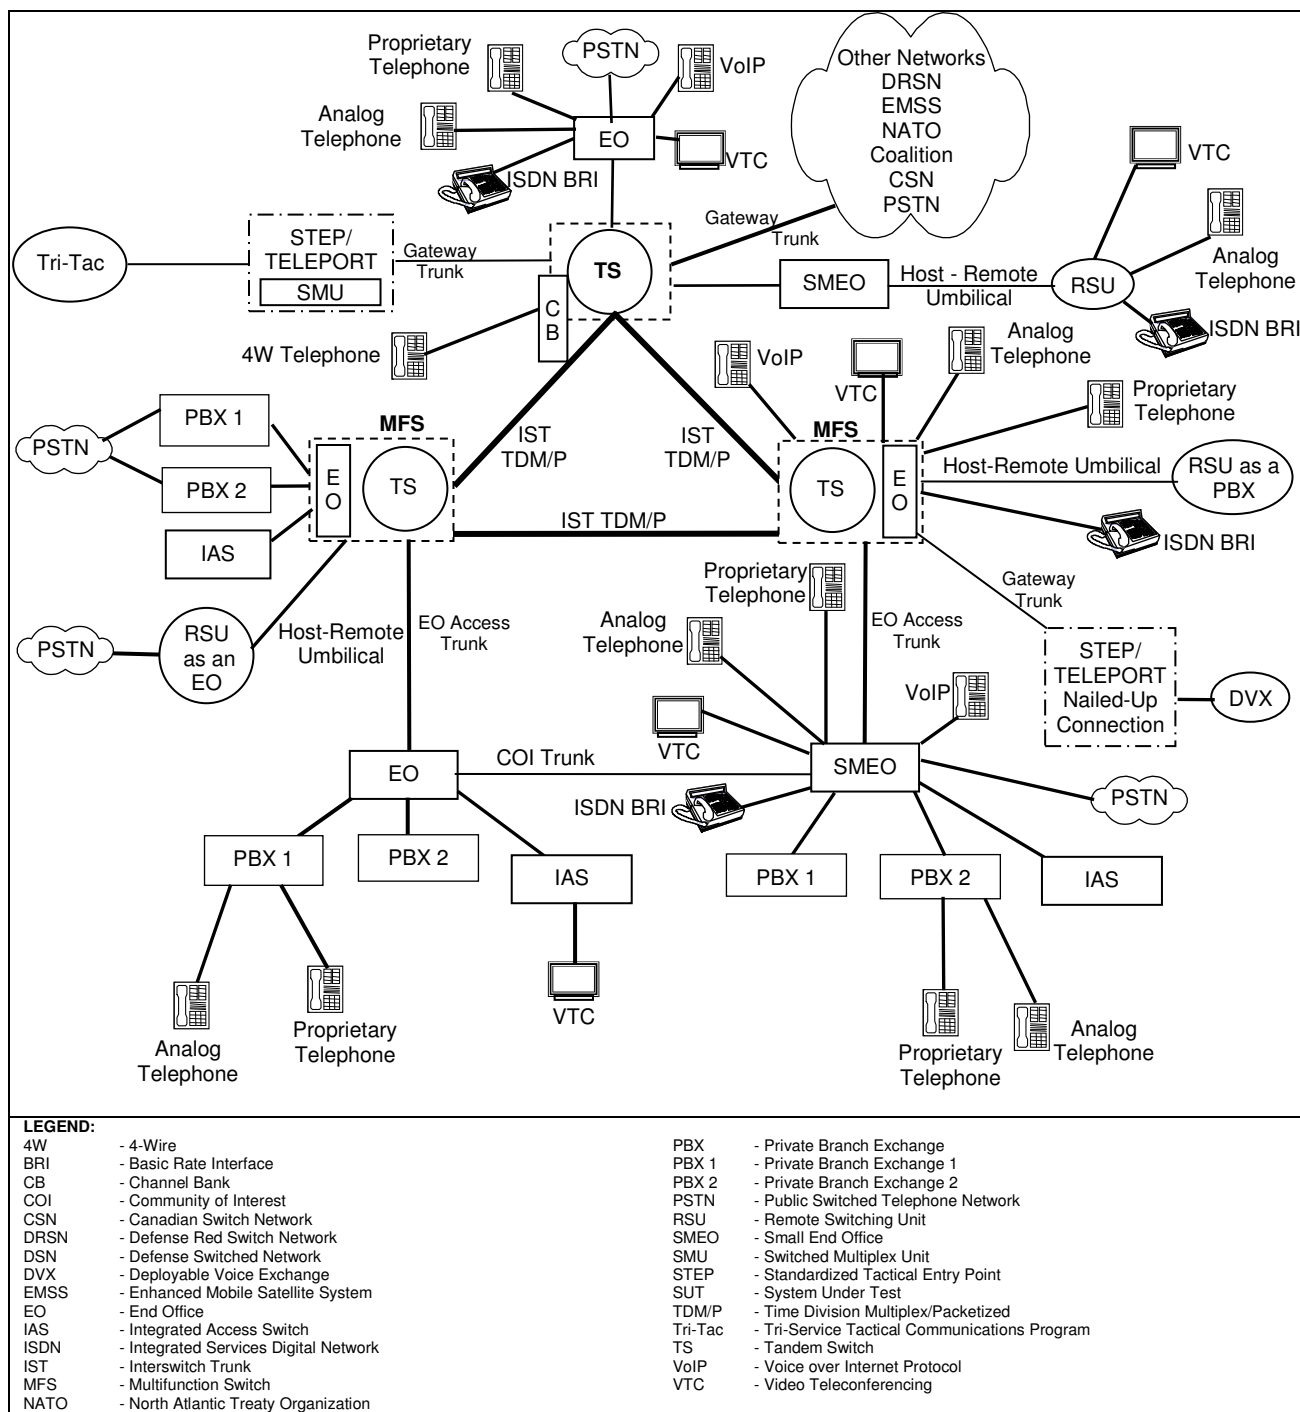 Proprietary
Telephone
PSTN
VoIP
Analog
Telephone
EO
VTC
ISDN BRI
Other Networks
DRSN
EMSS
NATO
Coalition
CSN
PSTN
VTC
Analog
Telephone
ISDN BRI
Tri-Tac
STEP/
TELEPORT
SMU
Gateway
Trunk
TS
C
B
Gateway
Trunk
SMEO
Host - Remote
Umbilical
RSU
4W Telephone
VoIP
VTC
Analog
Telephone
Proprietary
Telephone
PSTN
PBX 1
PBX 2
IAS
MFS
E
O
TS
IST
TDM/P
IST
TDM/P
IST TDM/P
MFS
TS
E
O
Host-Remote Umbilical
RSU as a
PBX
ISDN BRI
Gateway
Trunk
STEP/
TELEPORT
Nailed-Up
Connection
DVX
PSTN
RSU
as an
EO
Host-Remote
Umbilical
EO Access
Trunk
Proprietary
Telephone
Analog
Telephone
EO Access
Trunk
VoIP
VTC
EO
COI Trunk
SMEO
ISDN BRI
PSTN
PBX 1
PBX 2
IAS
VTC
PBX 1
PBX 2
IAS
Analog
Telephone
Proprietary
Telephone
Proprietary
Telephone
Analog
Telephone
LEGEND:
4W - 4-Wire
BRI - Basic Rate Interface
CB - Channel Bank
COI - Community of Interest
CSN - Canadian Switch Network
DRSN - Defense Red Switch Network
DSN - Defense Switched Network
DVX - Deployable Voice Exchange
EMSS - Enhanced Mobile Satellite System
EO - End Office
IAS - Integrated Access Switch
ISDN - Integrated Services Digital Network
IST - Interswitch Trunk
MFS - Multifunction Switch
NATO - North Atlantic Treaty Organization
PBX - Private Branch Exchange
PBX 1 - Private Branch Exchange 1
PBX 2 - Private Branch Exchange 2
PSTN - Public Switched Telephone Network
RSU - Remote Switching Unit
SMEO - Small End Office
SMU - Switched Multiplex Unit
STEP - Standardized Tactical Entry Point
SUT - System Under Test
TDM/P - Time Division Multiplex/Packetized
Tri-Tac - Tri-Service Tactical Communications Program
TS - Tandem Switch
VoIP - Voice over Internet Protocol
VTC - Video Teleconferencing